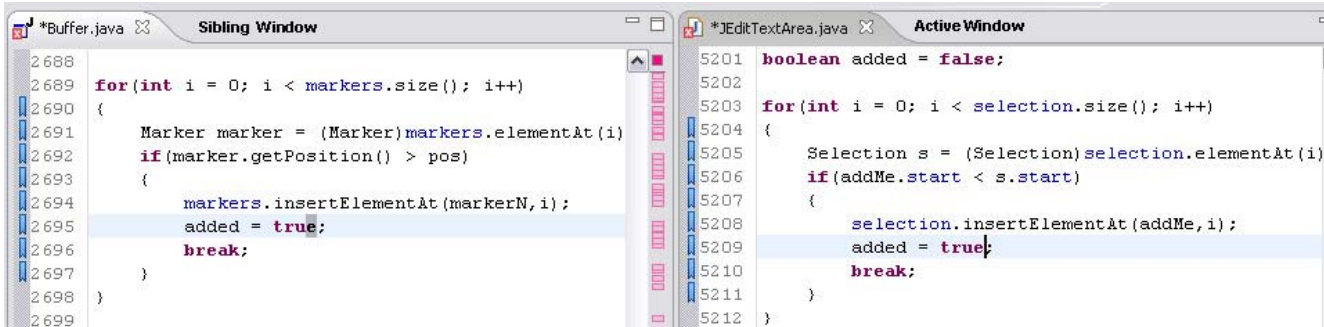 *Buffer.java Sibling Window
2688
2689 for(int i = 0; i < markers.size(); i++)
2690 {
2691 Marker marker = (Marker)markers.elementAt(i)
2692 if(marker.getPosition() > pos)
2693 {
2694 markers.insertElementAt(markerN,i);
2695 added = true;
2696 break;
2697 }
2698 }
2699
*JEditTextArea.java Active Window
5201 boolean added = false;
5202
5203 for(int i = 0; i < selection.size(); i++)
5204 {
5205 Selection s = (Selection)selection.elementAt(i)
5206 if(addMe.start < s.start)
5207 {
5208 selection.insertElementAt(addMe,i);
5209 added = true;
5210 break;
5211 }
5212 }